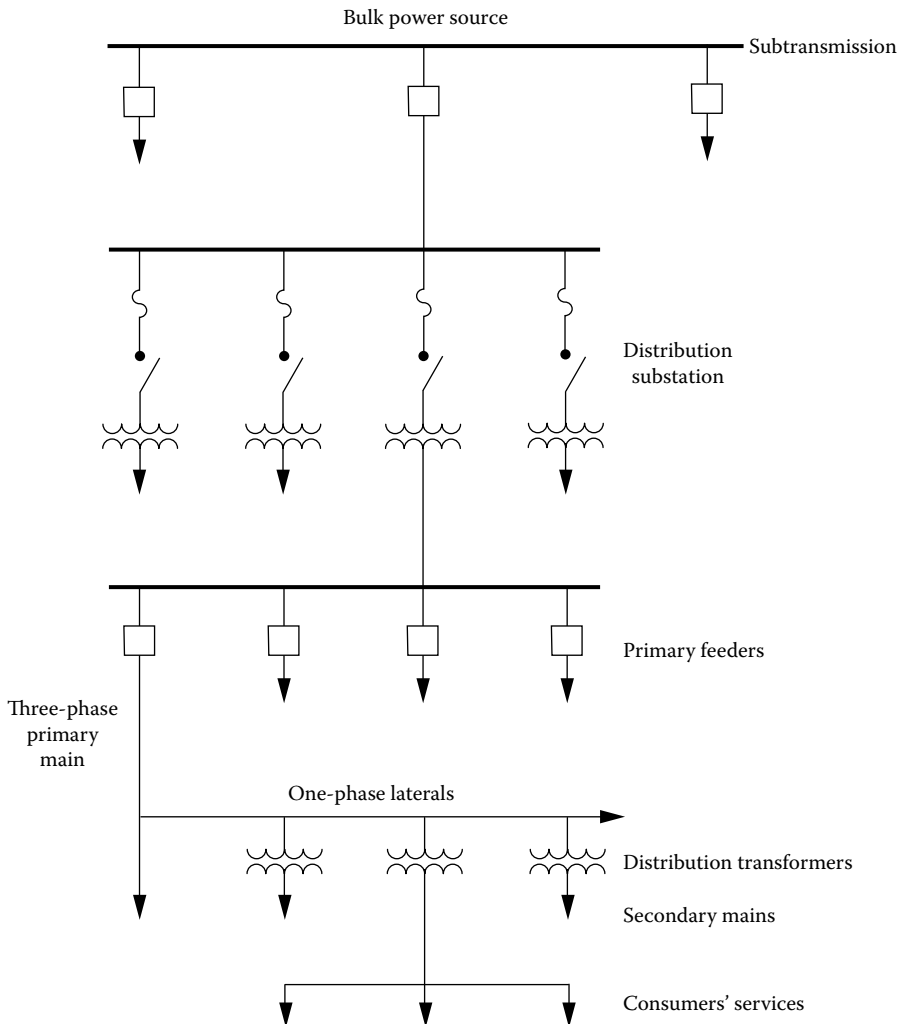 Bulk power source
Subtransmission
Distribution
substation
Primary feeders
Three-phase
primary
main
One-phase laterals
Distribution transformers
Secondary mains
Consumers’ services